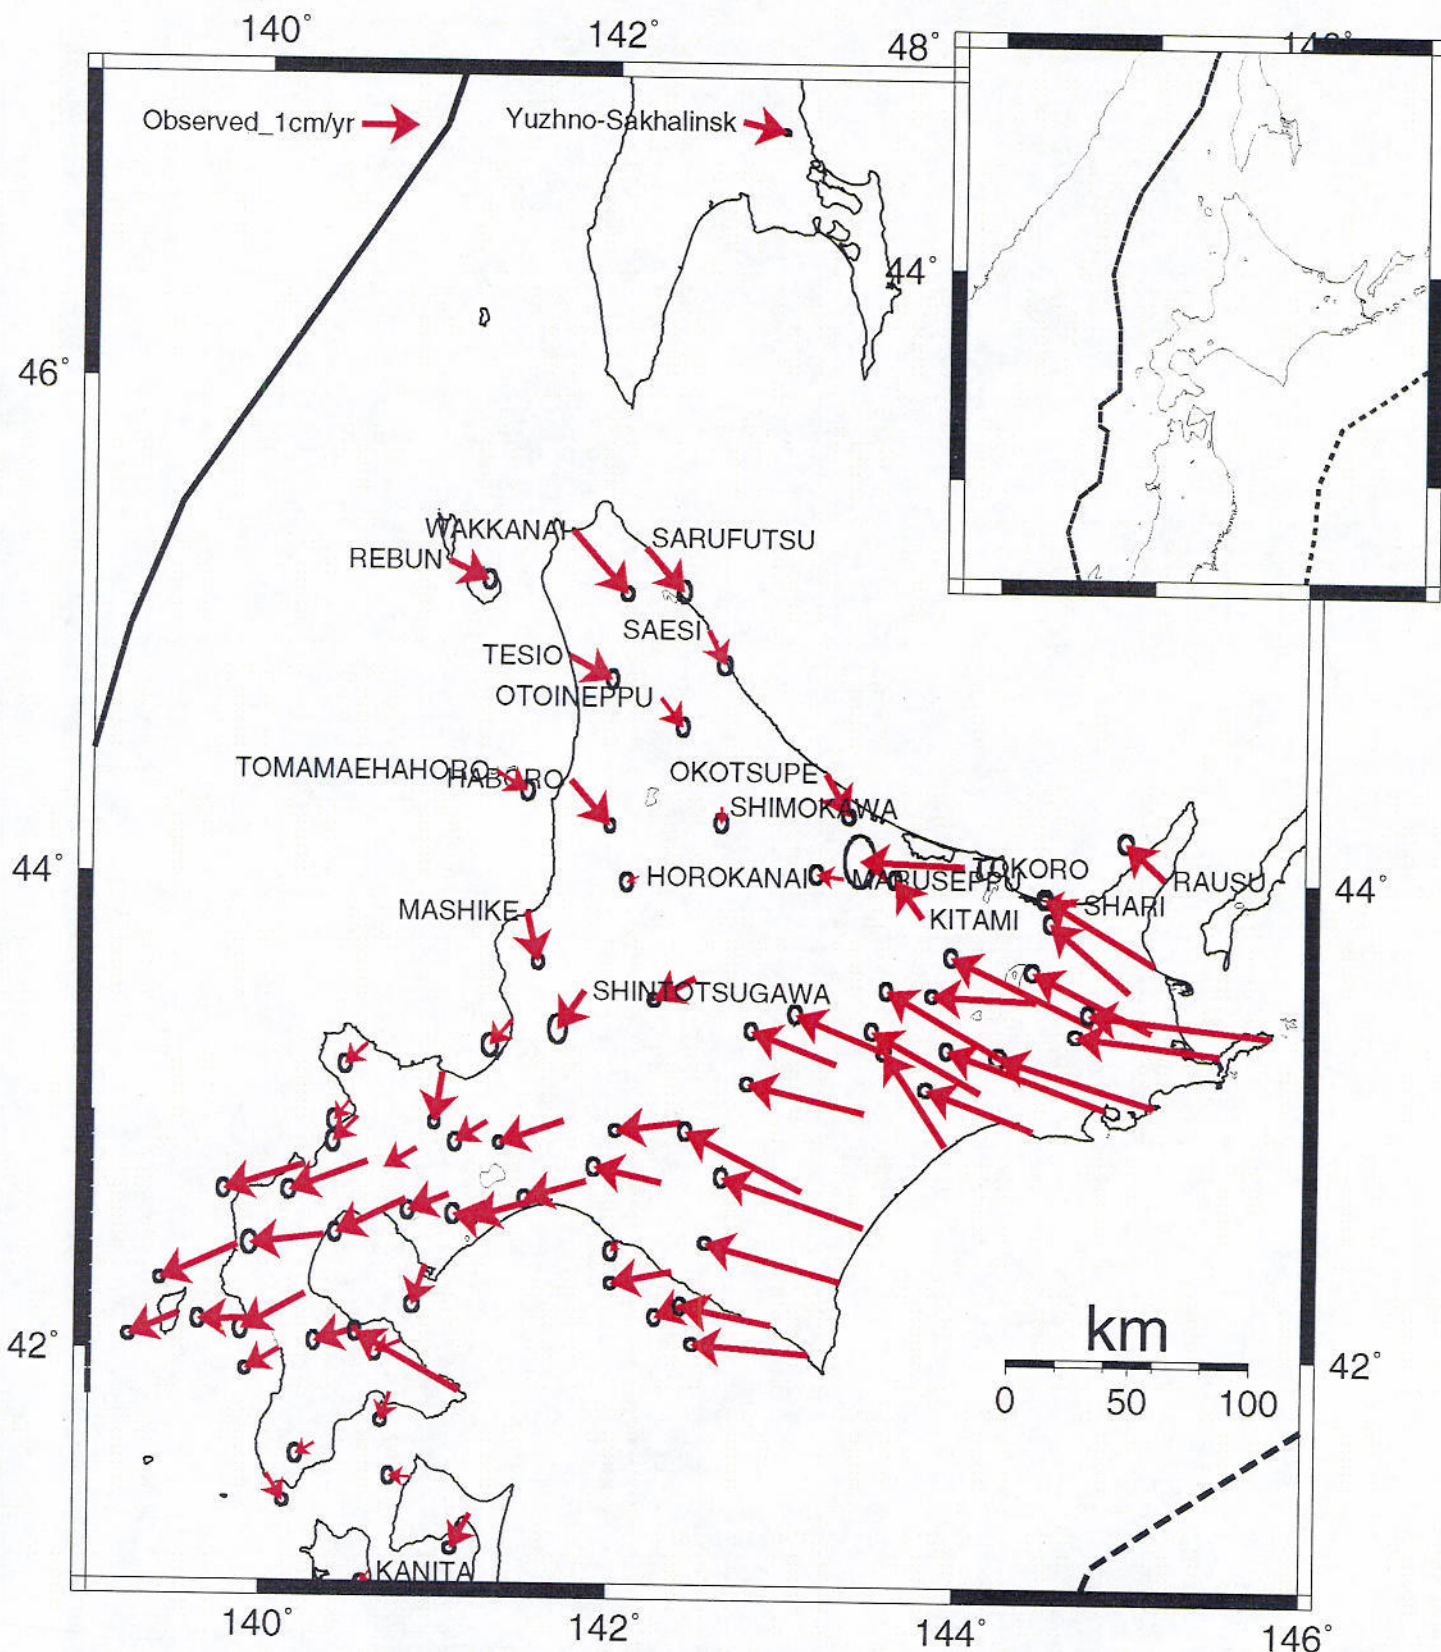 140°
142°
48°
Observed_1cm/yr
Yuzhno-Sakhalinsk
44°
46°
WAKKANAI
SARUFUTSU
REBUN
SAESI
TESIO
OTOINEPPU
TOMAMAEHAHORO
HABORO
OKOTSUPE
SHIMOKAWA
44°
HOROKANAI
MARUSEPPU
TOKORO
RAUSU
44°
MASHIKE
KITAMI
SHARI
SHINTOTSUGAWA
km
42°
42°
0
50
100
KANITA
140°
142°
144°
146°